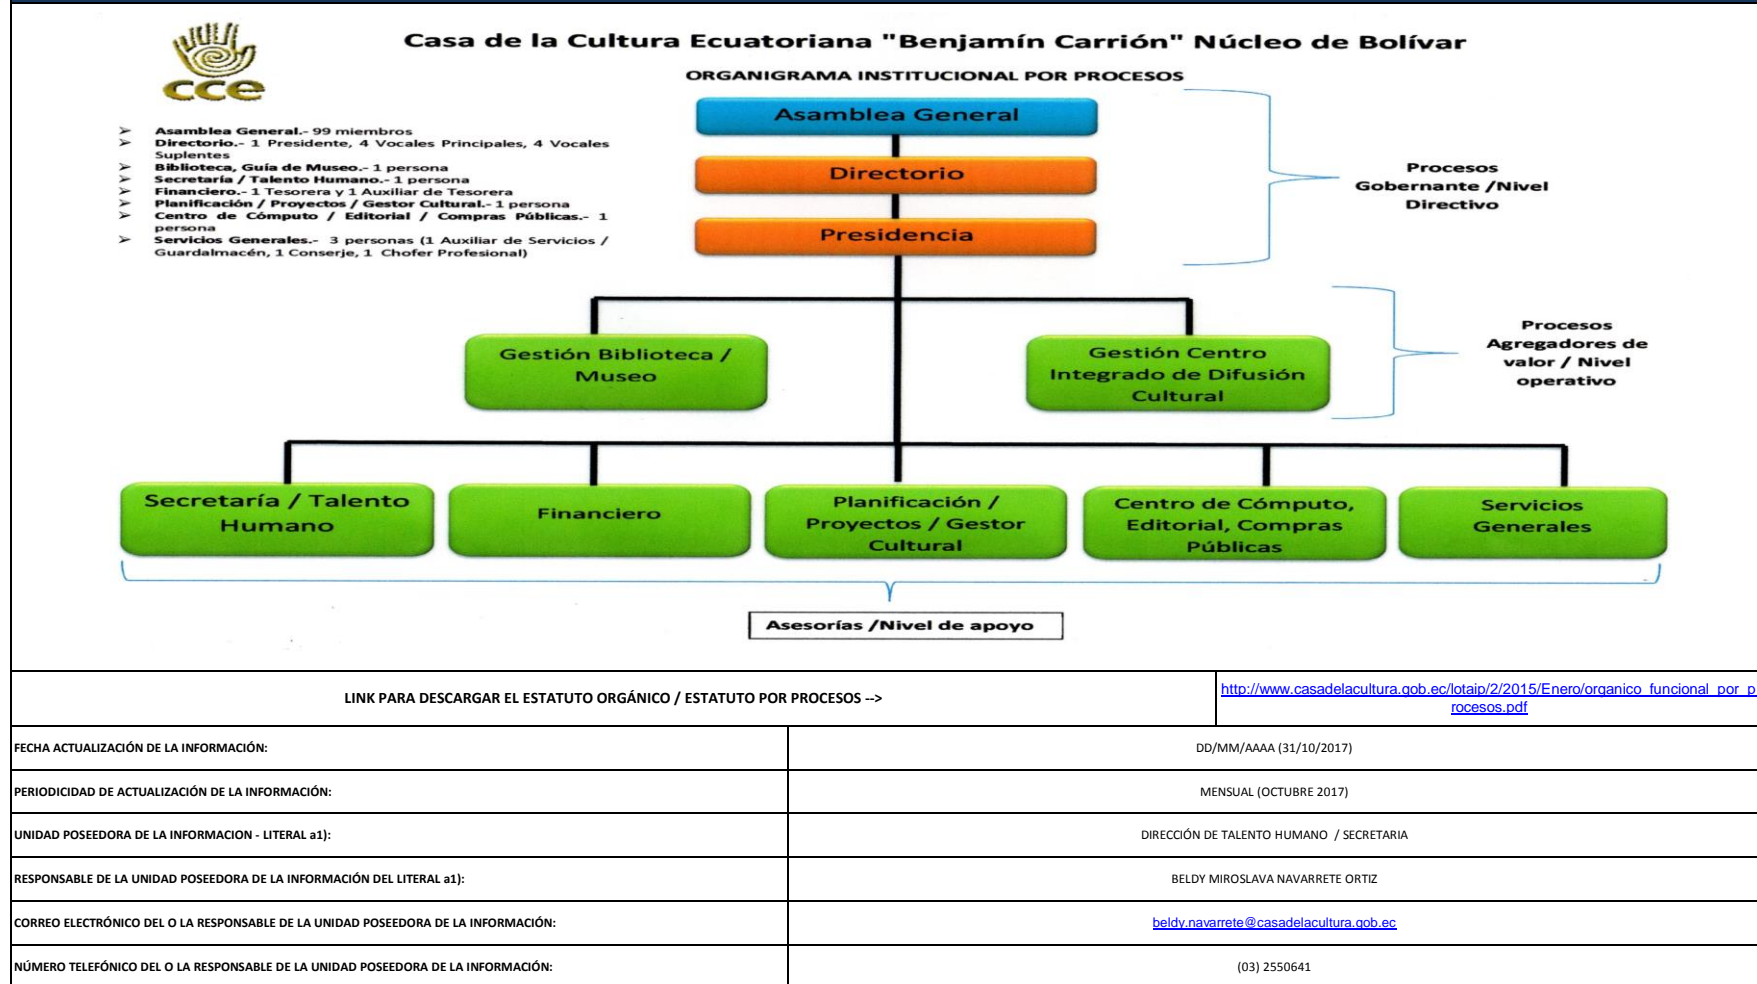 cce
Casa de la Cultura Ecuatoriana "Benjamín Carrión" Núcleo de Bolívar
ORGANIGRAMA INSTITUCIONAL POR PROCESOS
➢ Asamblea General.- 99 miembros
➢ Directorio.- 1 Presidente, 4 Vocales Principales, 4 Vocales
Suplentes
➢ Biblioteca, Guía de Museo.- 1 persona
➢ Secretaría / Talento Humano.- 1 persona
➢ Financiero.- 1 Tesorera y 1 Auxiliar de Tesorera
➢ Planificación / Proyectos / Gestor Cultural.- 1 persona
➢ Centro de Cómputo / Editorial / Compras Públicas.- 1
persona
➢ Servicios Generales.- 3 personas (1 Auxiliar de Servicios /
Guardalmacén, 1 Conserje, 1 Chofer Profesional)
Asamblea General
Directorio
Presidencia
Procesos
Gobernante /Nivel
Directivo
Gestión Biblioteca /
Museo
Gestión Centro
Integrado de Difusión
Cultural
Procesos
Agregadores de
valor / Nivel
operativo
Secretaría / Talento
Humano
Financiero
Planificación /
Proyectos / Gestor
Cultural
Centro de Cómputo,
Editorial, Compras
Públicas
Servicios
Generales
Asesorías /Nivel de apoyo
LINK PARA DESCARGAR EL ESTATUTO ORGÁNICO / ESTATUTO POR PROCESOS -->
http://www.casadelacultura.gob.ec/lotaip/2/2015/Enero/organico_funcional_por_p
rocesos.pdf
FECHA ACTUALIZACIÓN DE LA INFORMACIÓN:
DD/MM/AAAA (31/10/2017)
PERIODICIDAD DE ACTUALIZACIÓN DE LA INFORMACIÓN:
MENSUAL (OCTUBRE 2017)
UNIDAD POSEEDORA DE LA INFORMACION - LITERAL a1):
DIRECCIÓN DE TALENTO HUMANO / SECRETARIA
RESPONSABLE DE LA UNIDAD POSEEDORA DE LA INFORMACIÓN DEL LITERAL a1):
BELDY MIROSLAVA NAVARRETE ORTIZ
CORREO ELECTRÓNICO DEL O LA RESPONSABLE DE LA UNIDAD POSEEDORA DE LA INFORMACIÓN:
beldy.navarrete@casadelacultura.gob.ec
NÚMERO TELEFÓNICO DEL O LA RESPONSABLE DE LA UNIDAD POSEEDORA DE LA INFORMACIÓN:
(03) 2550641